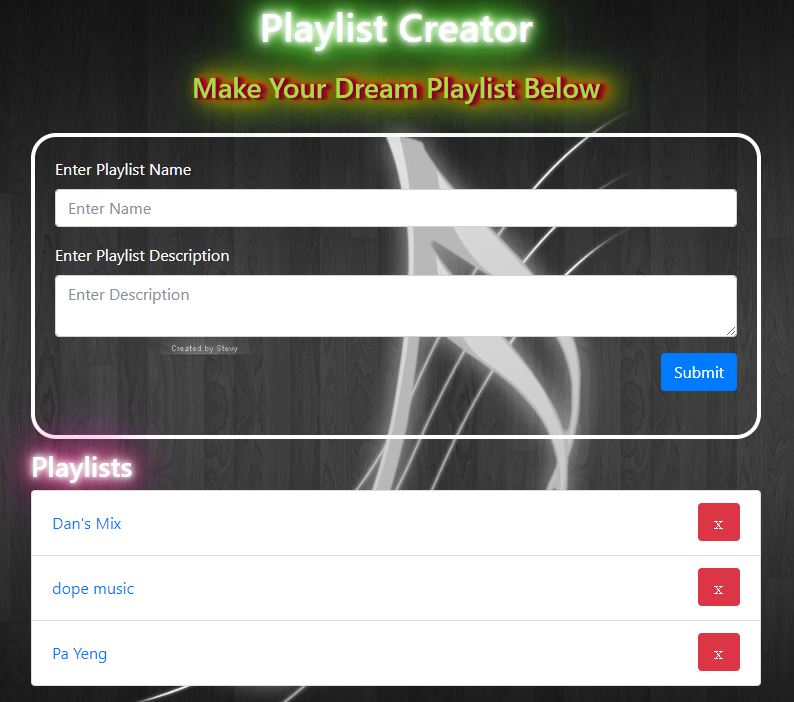 Playlist Creator
Make Your Dream Playlist Below
Enter Playlist Name
Enter Name
Enter Playlist Description
Enter Description
Created by Stevy
Submit
Playlists
Dan's Mix
x
dope music
x
Pa Yeng
x